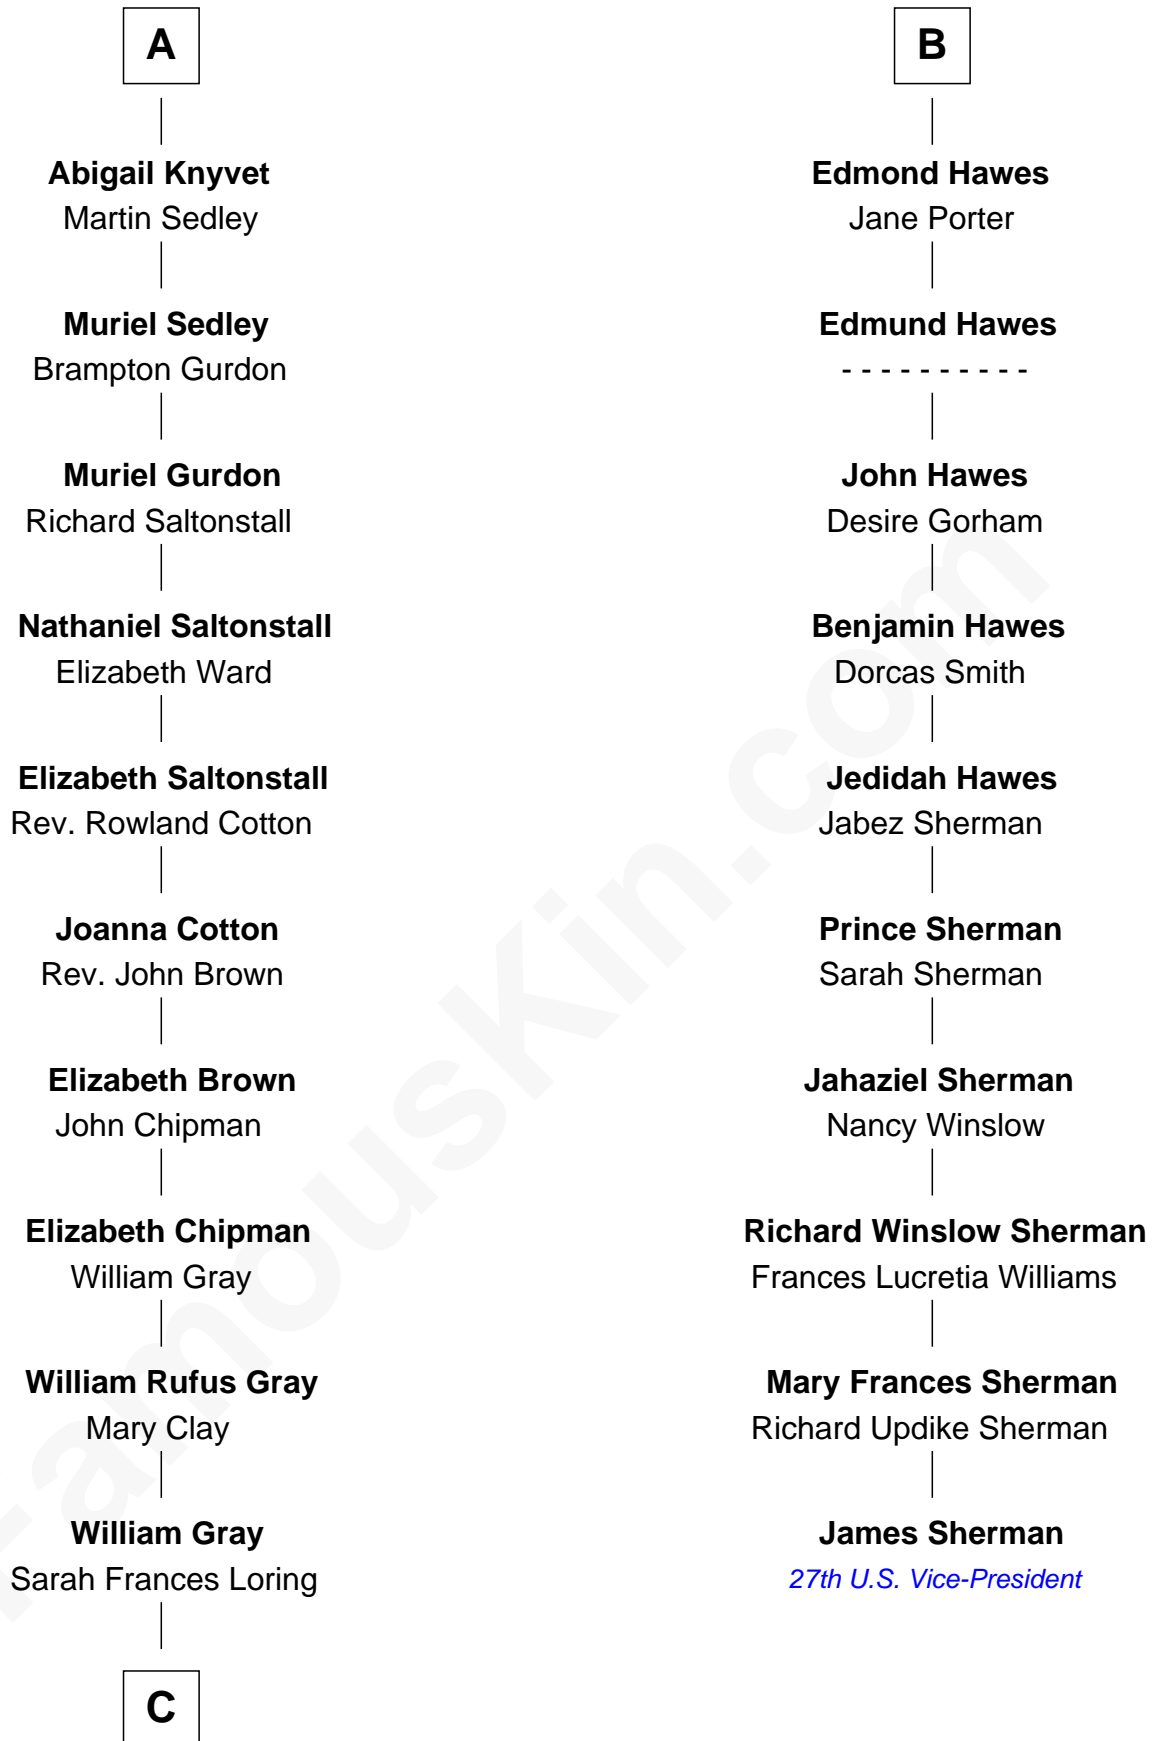 A
Abigail Knyvet
Martin Sedley
Muriel Sedley
Brampton Gurdon
Muriel Gurdon
Richard Saltonstall
Nathaniel Saltonstall
Elizabeth Ward
Elizabeth Saltonstall
Rev. Rowland Cotton
Joanna Cotton
Rev. John Brown
Elizabeth Brown
John Chipman
Elizabeth Chipman
William Gray
William Rufus Gray
Mary Clay
William Gray
Sarah Frances Loring
C
B
Edmond Hawes
Jane Porter
Edmund Hawes
- - - - - - - - - -
John Hawes
Desire Gorham
Benjamin Hawes
Dorcas Smith
Jedidah Hawes
Jabez Sherman
Prince Sherman
Sarah Sherman
Jahaziel Sherman
Nancy Winslow
Richard Winslow Sherman
Frances Lucretia Williams
Mary Frances Sherman
Richard Updike Sherman
James Sherman
27th U.S. Vice-President
FamousKin.com